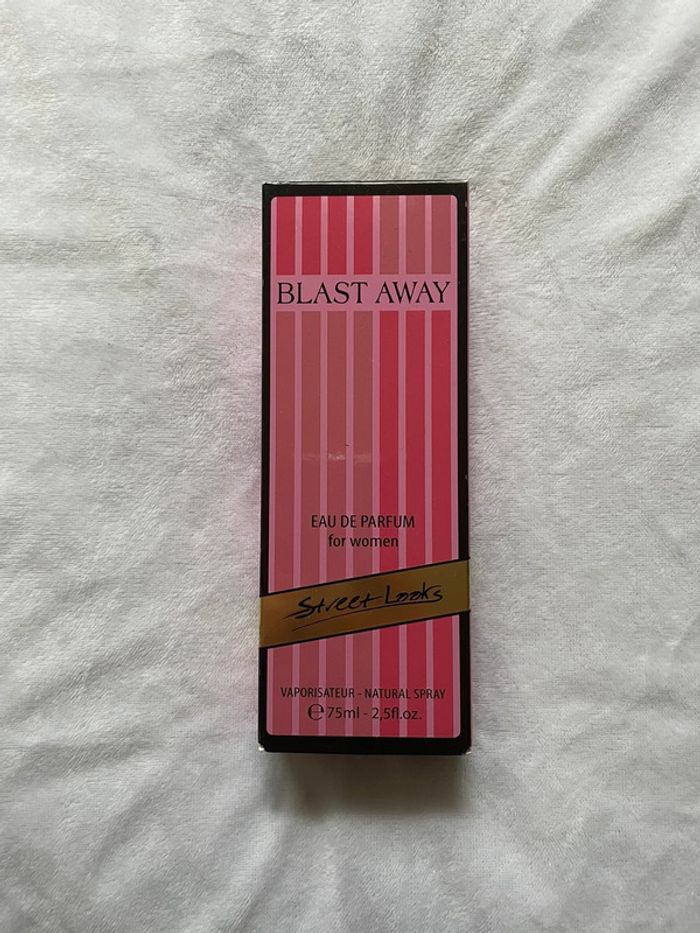 BLAST AWAY
EAU DE PARFUM
for women
Street Looks
VAPORISATEUR - NATURAL SPRAY
℮75ml - 2,5fl.oz.